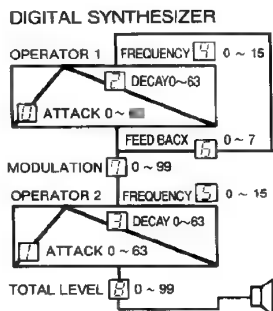 DIGITAL SYNTHESIZER
OPERATOR 1 FREQUENCY 4 0 ~ 15
2 DECAY 0~63
0 ATTACK 0 ~
FEED BACX 0 ~ 7
6
MODULATION 7 0 ~ 99
OPERATOR 2 FREQUENCY 5 0 ~ 15
3 DECAY 0~63
1 ATTACK 0 ~ 63
TOTAL LEVEL 8 0 ~ 99